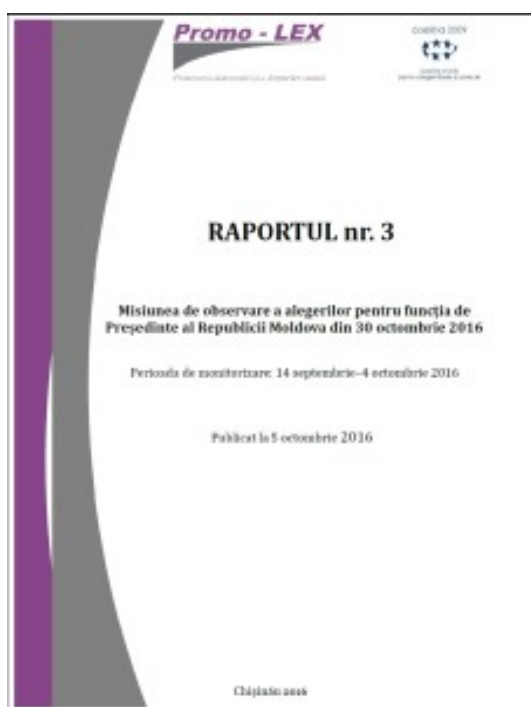 Promo - LEX
RAPORTUL nr. 3
Misiunea de observare a alegerilor pentru funcția de
Președinte al Republicii Moldova din 30 octombrie 2016
Perioada de monitorizare: 14 septembrie–4 octombrie 2016
Publicat la 5 octombrie 2016
Chișinău 2016